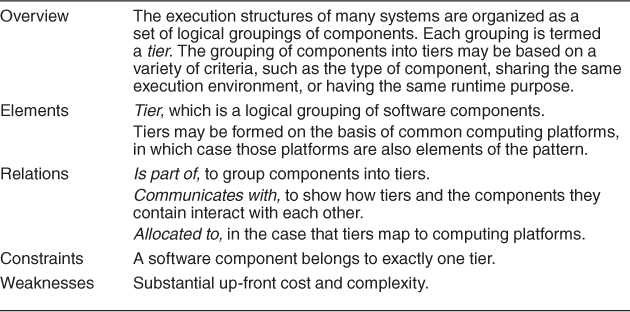 Overview The execution structures of many systems are organized as a
set of logical groupings of components. Each grouping is termed
a tier. The grouping of components into tiers may be based on a
variety of criteria, such as the type of component, sharing the same
execution environment, or having the same runtime purpose.
Elements Tier, which is a logical grouping of software components.
Tiers may be formed on the basis of common computing platforms,
in which case those platforms are also elements of the pattern.
Relations Is part of, to group components into tiers.
Communicates with, to show how tiers and the components they
contain interact with each other.
Allocated to, in the case that tiers map to computing platforms.
Constraints A software component belongs to exactly one tier.
Weaknesses Substantial up-front cost and complexity.